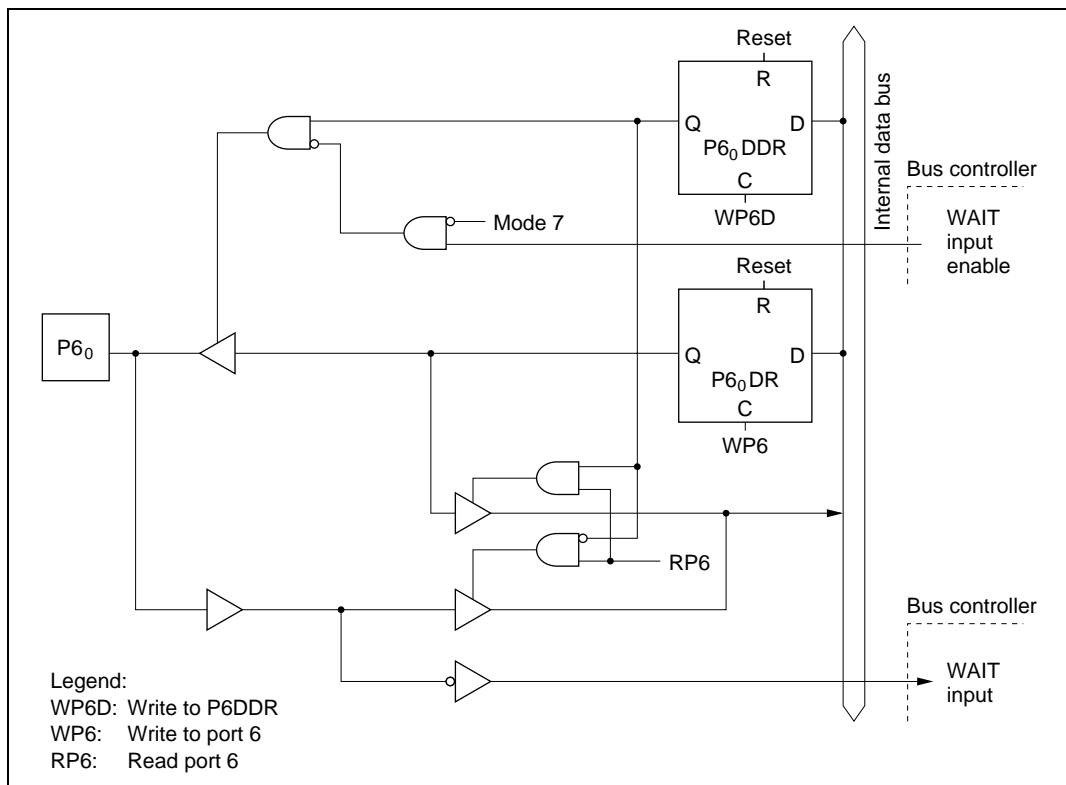 Reset
R
Q D
P6₀ DDR
C
WP6D
Internal data bus
Bus controller
WAIT
input
enable
Mode 7
Reset
R
Q D
P6₀ DR
C
WP6
P6₀
RP6
Bus controller
WAIT
input
Legend:
WP6D: Write to P6DDR
WP6: Write to port 6
RP6: Read port 6